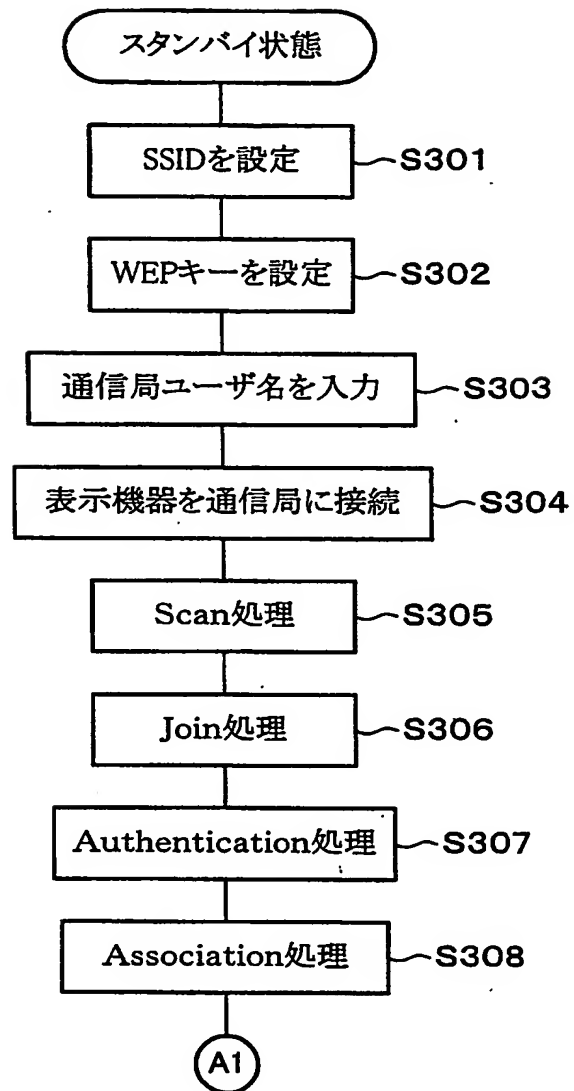 スタンバイ状態
SSIDを設定 S301
WEPキーを設定 S302
通信局ユーザ名を入力 S303
表示機器を通信局に接続 S304
Scan処理 S305
Join処理 S306
Authentication処理 S307
Association処理 S308
A1